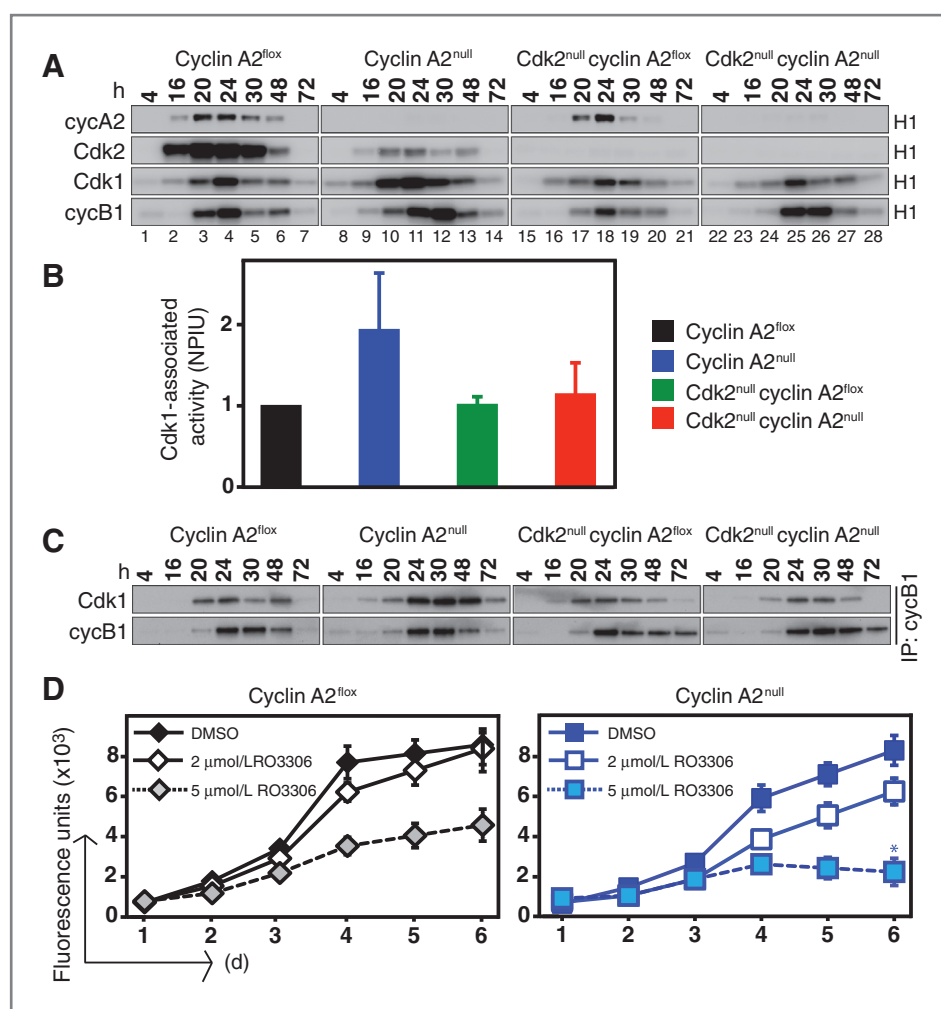 A
Cyclin A2flox Cyclin A2null Cdk2null cyclin A2flox Cdk2null cyclin A2null
h 4 16 20 24 30 48 72 4 16 20 24 30 48 72 4 16 20 24 30 48 72 4 16 20 24 30 48 72
cycA2 H1
Cdk2 H1
Cdk1 H1
cycB1 H1
1 2 3 4 5 6 7 8 9 10 11 12 13 14 15 16 17 18 19 20 21 22 23 24 25 26 27 28
B
Cdk1-associated
activity (NPIU)
2
1
0
Cyclin A2flox
Cyclin A2null
Cdk2null cyclin A2flox
Cdk2null cyclin A2null
C
Cyclin A2flox Cyclin A2null Cdk2null cyclin A2flox Cdk2null cyclin A2null
h 4 16 20 24 30 48 72 4 16 20 24 30 48 72 4 16 20 24 30 48 72 4 16 20 24 30 48 72
Cdk1
cycB1
IP: cycB1
D
Cyclin A2flox
Fluorescence units (x10³)
8
6
4
2
0
DMSO
2 μmol/LRO3306
5 μmol/L RO3306
1 2 3 4 5 6
(d)
Cyclin A2null
8
6
4
2
0
DMSO
2 μmol/L RO3306
5 μmol/L RO3306
*
1 2 3 4 5 6